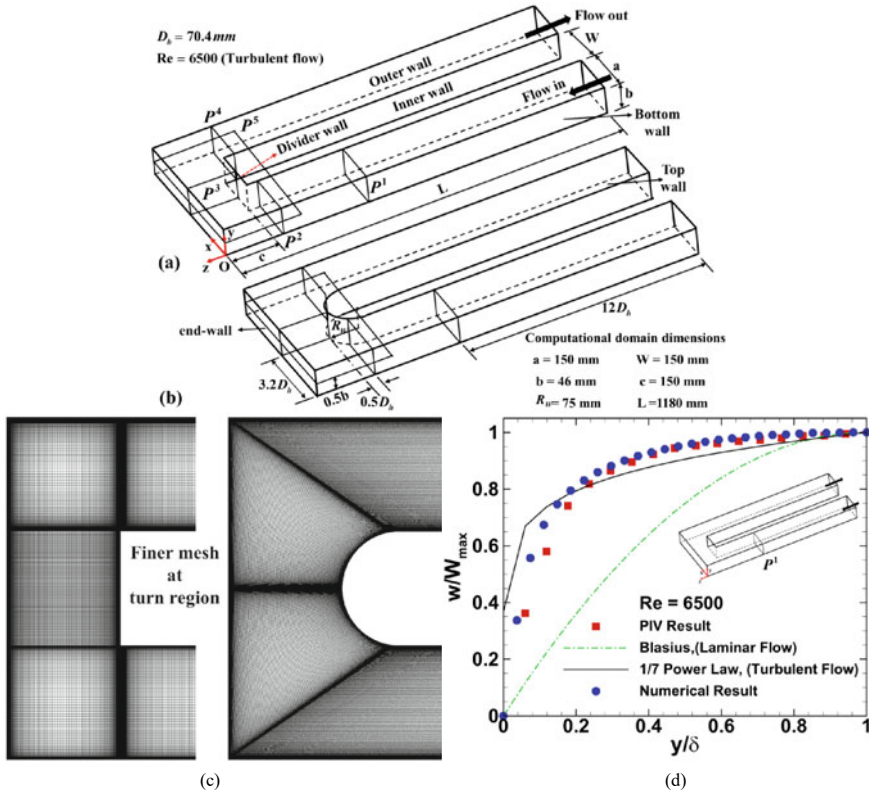 D_h = 70.4mm
Re = 6500 (Turbulent flow)
Flow out
W
a
b
Outer wall
Inner wall
Flow in
Bottom wall
Divider wall
P^4
P^5
P^3
P^1
P^2
L
Top wall
x
y
z
O
c
(a)
R_ll
end-wall
12D_h
3.2D_h
0.5b
0.5D_h
(b)
Computational domain dimensions
a = 150 mm W = 150 mm
b = 46 mm c = 150 mm
R_ll = 75 mm L =1180 mm
Finer mesh
at
turn region
(c)
w/W_max
1
0.8
0.6
0.4
0.2
0
P^1
Re = 6500
PIV Result
Blasius,(Laminar Flow)
1/7 Power Law, (Turbulent Flow)
Numerical Result
0 0.2 0.4 0.6 0.8 1
y/δ
(d)